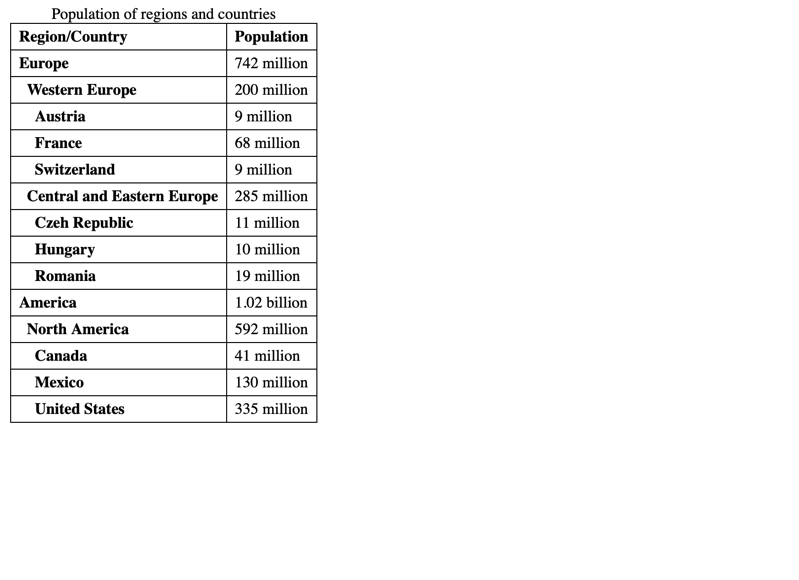 Population of regions and countries
Region/Country Population
Europe 742 million
Western Europe 200 million
Austria 9 million
France 68 million
Switzerland 9 million
Central and Eastern Europe 285 million
Czeh Republic 11 million
Hungary 10 million
Romania 19 million
America 1.02 billion
North America 592 million
Canada 41 million
Mexico 130 million
United States 335 million